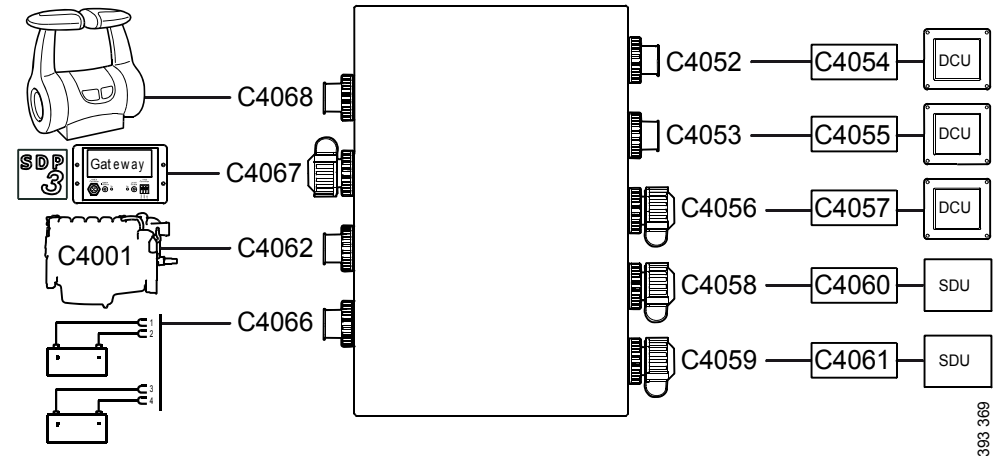 C4068
SDP
3
Gateway
C4067
C4001
C4062
1
2
C4066
3
4
C4052 C4054 DCU
C4053 C4055 DCU
C4056 C4057 DCU
C4058 C4060 SDU
C4059 C4061 SDU
393 369